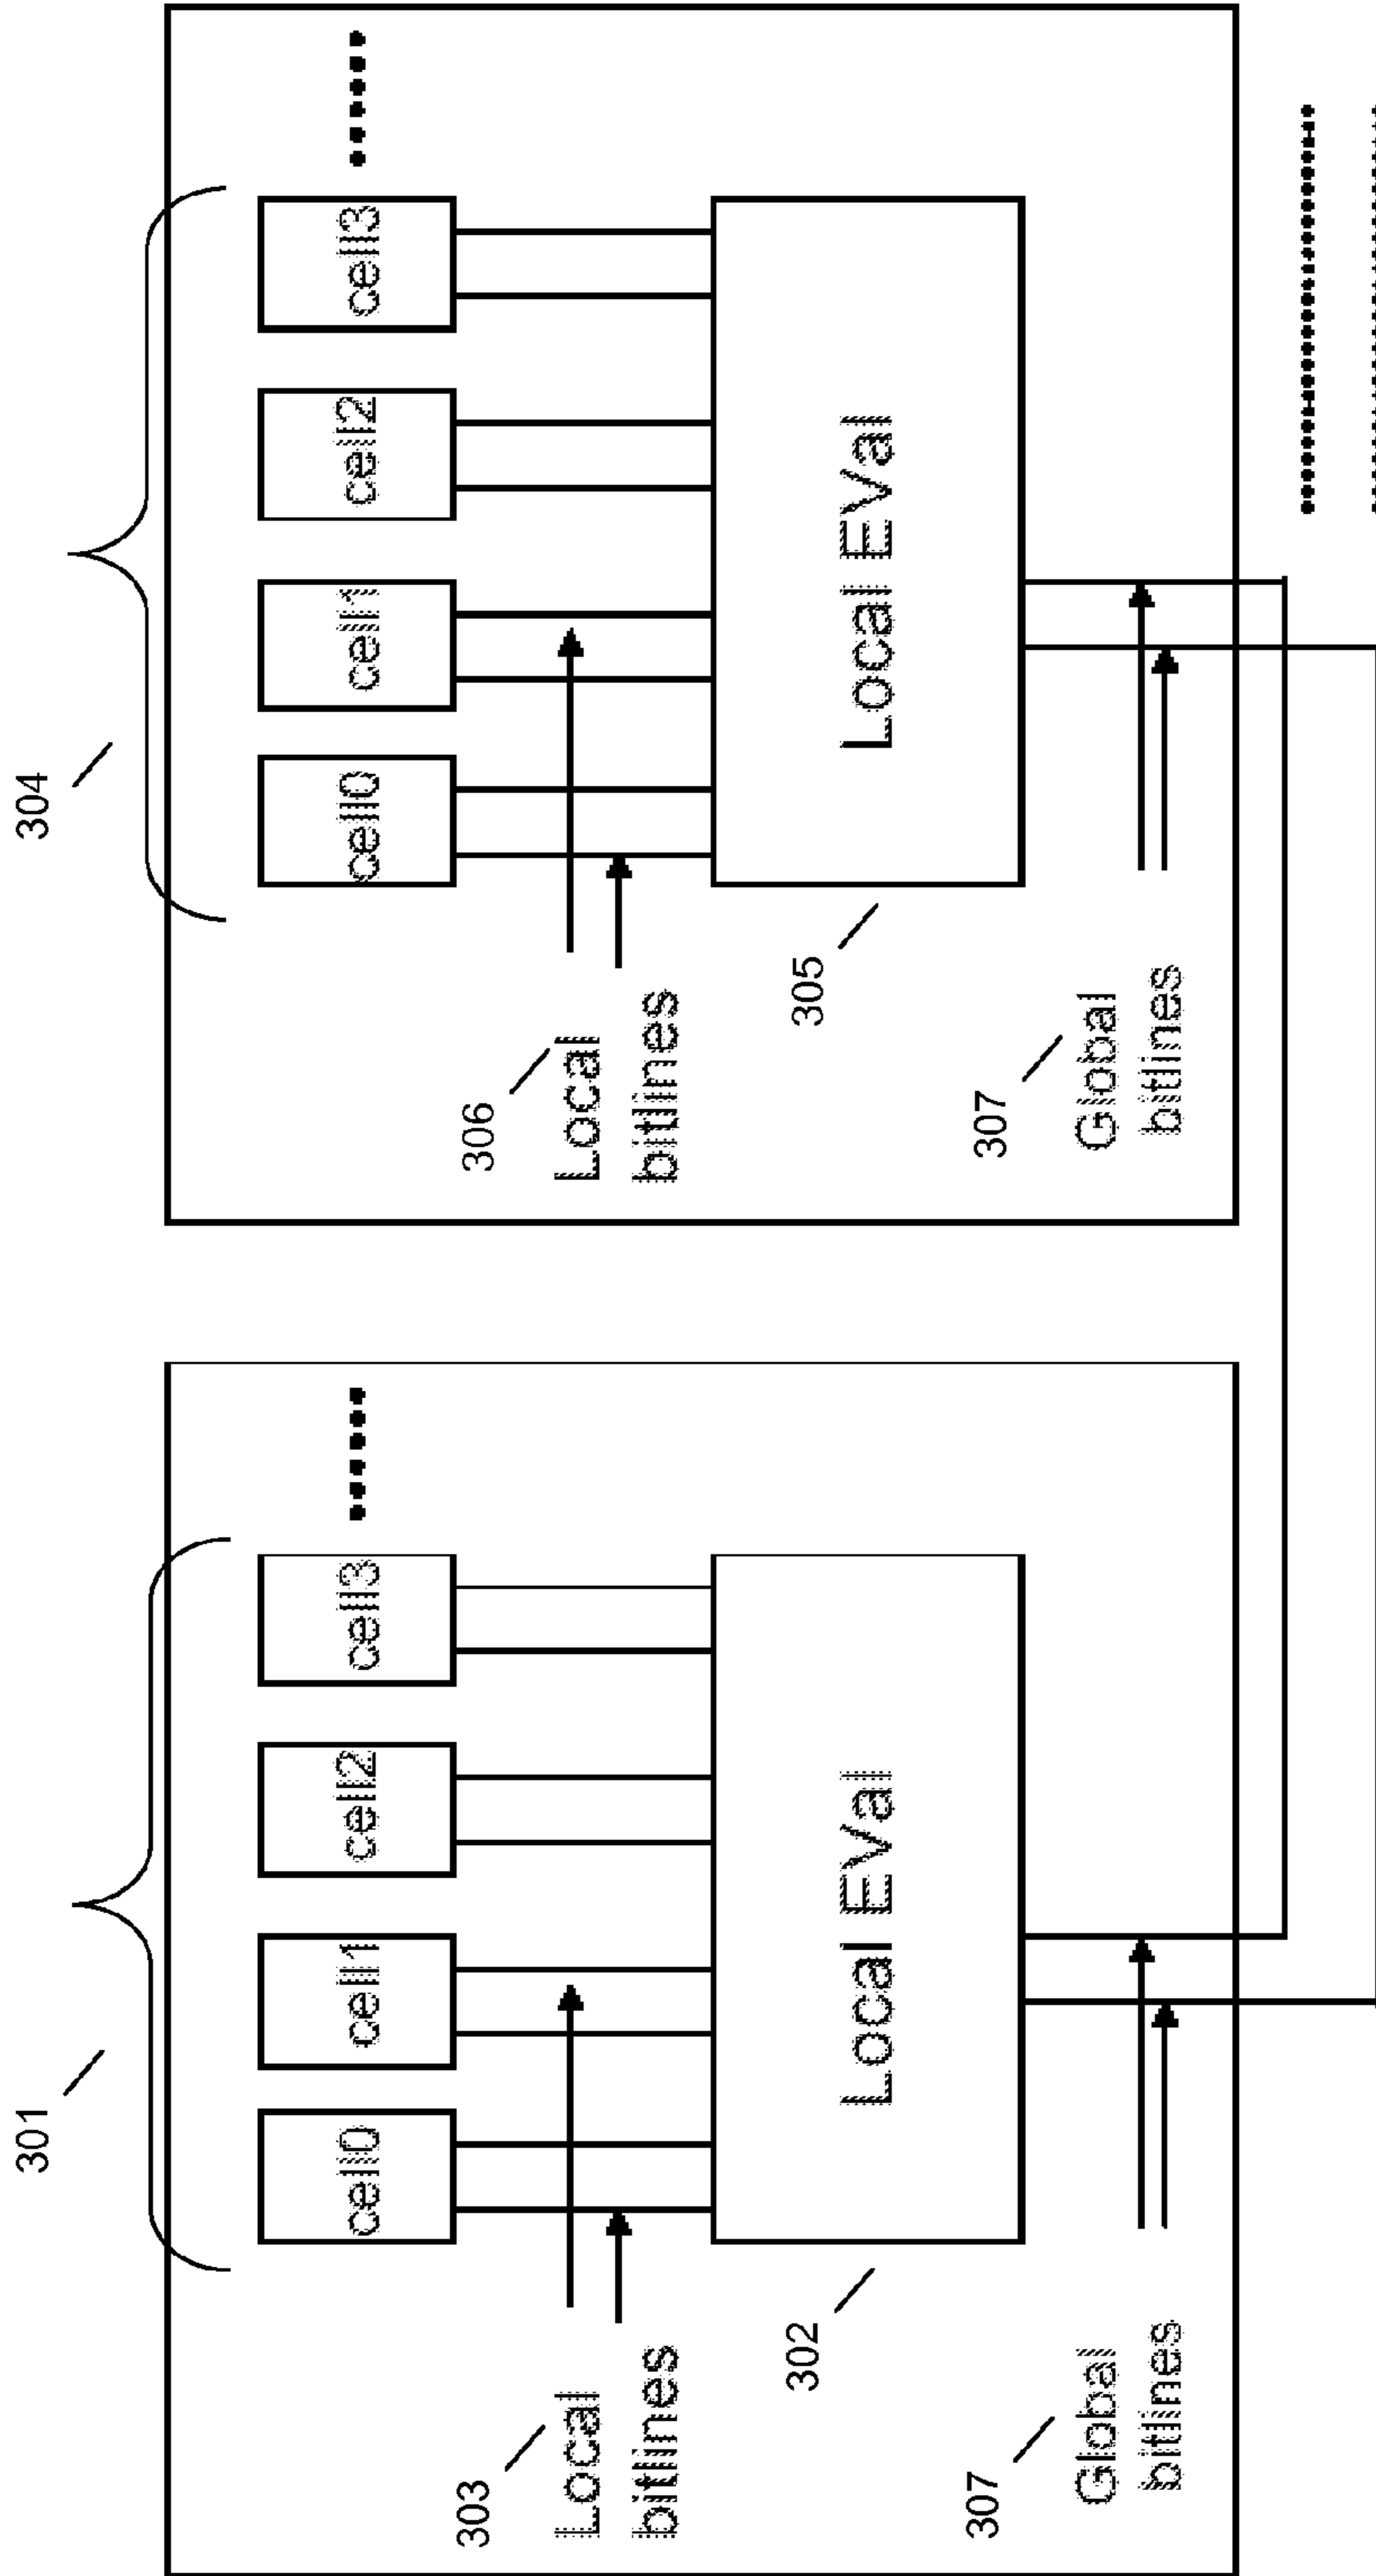 301
cell0
cell1
cell2
cell3
303
Local
bitlines
302
Local EVal
307
Global
bitlines
304
cell0
cell1
cell2
cell3
306
Local
bitlines
305
Local EVal
307
Global
bitlines